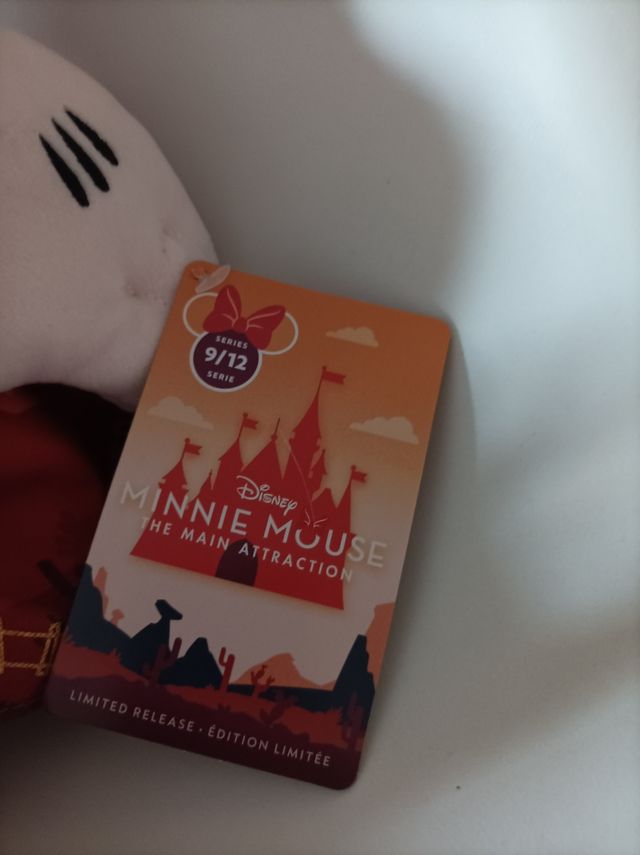 SERIES
9/12
SERIE
Disney
MINNIE MOUSE
THE MAIN ATTRACTION
LIMITED RELEASE • ÉDITION LIMITÉE